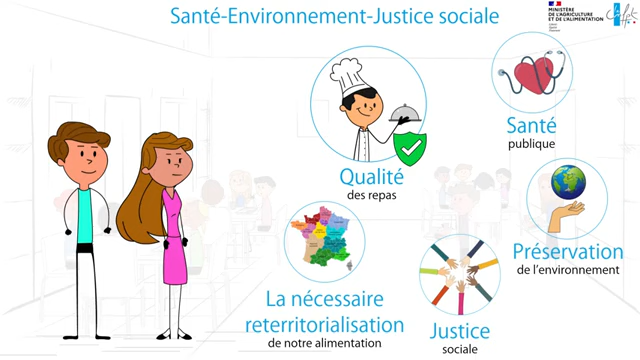 Santé-Environnement-Justice sociale
MINISTÈRE
DE L'AGRICULTURE
ET DE L'ALIMENTATION
Santé
publique
Qualité
des repas
Préservation
de l'environnement
La nécessaire
reterritorialisation
de notre alimentation
Justice
sociale